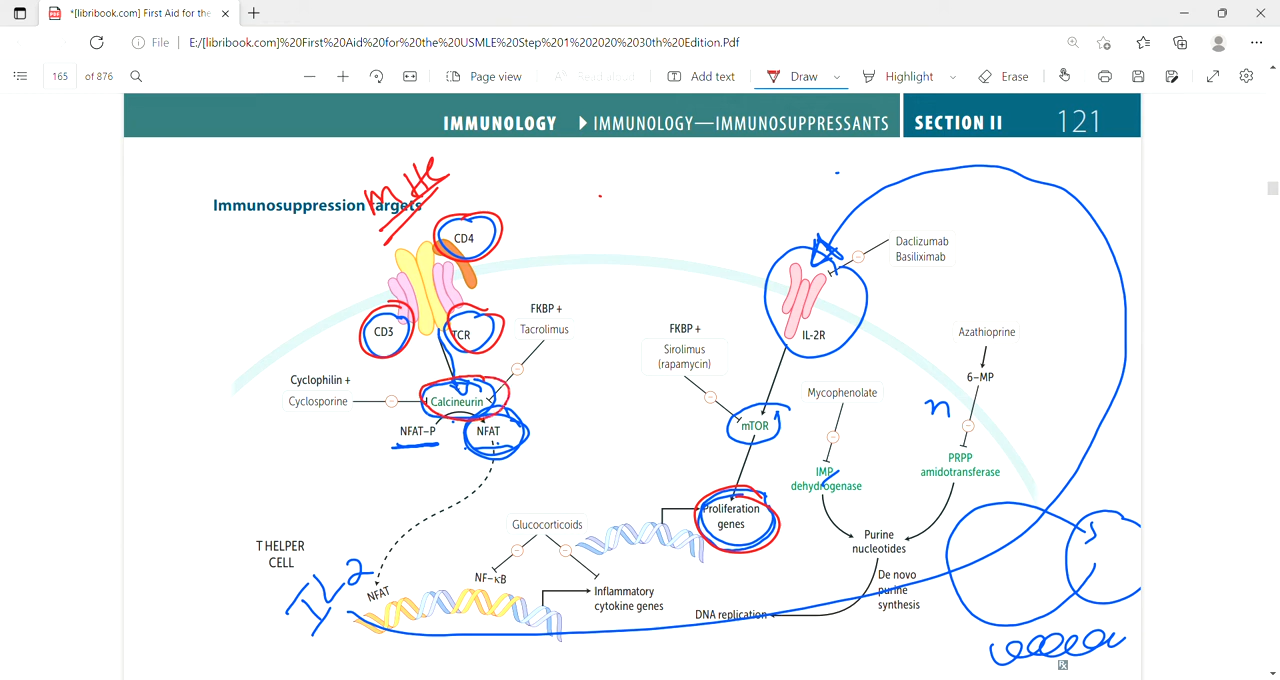 *[libribook.com] First Aid for the
File E:/[libribook.com]%20First%20Aid%20for%20the%20USMLE%20Step%201%202020%2030th%20Edition.Pdf
165 of 876 Page view Read aloud Add text Draw Highlight Erase
IMMUNOLOGY ▶ IMMUNOLOGY—IMMUNOSUPPRESSANTS SECTION II 121
Immunosuppression targets
CD4
Daclizumab
Basiliximab
CD3
TCR
FKBP +
Tacrolimus
FKBP +
Sirolimus
(rapamycin)
IL-2R
Azathioprine
6–MP
Cyclophilin +
Cyclosporine
Calcineurin
NFAT–P
NFAT
mTOR
Mycophenolate
n
IMP
dehydrogenase
PRPP
amidotransferase
Proliferation
genes
Glucocorticoids
Purine
nucleotides
T HELPER
CELL
NF-κB
Inflammatory
cytokine genes
De novo
purine
synthesis
IL-2
NFAT
DNA replication